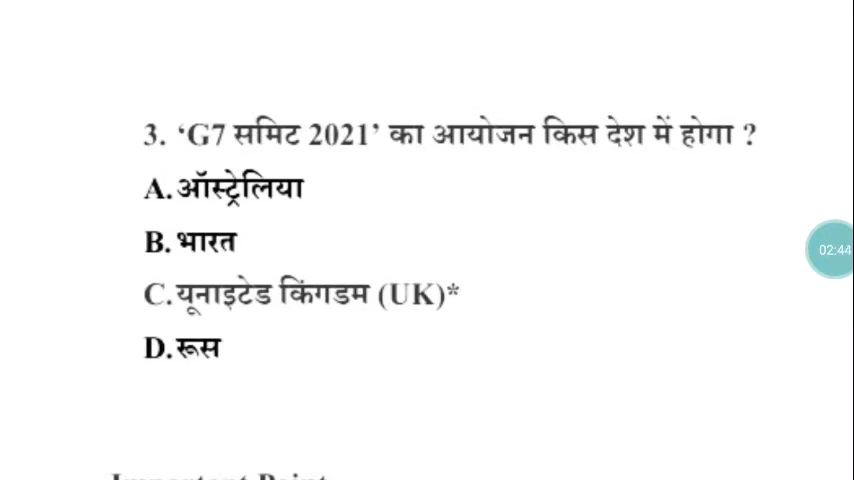 3. ‘G7 समिट 2021’ का आयोजन किस देश में होगा ?
A. ऑस्ट्रेलिया
B. भारत
02:44
C. यूनाइटेड किंगडम (UK)*
D. रूस